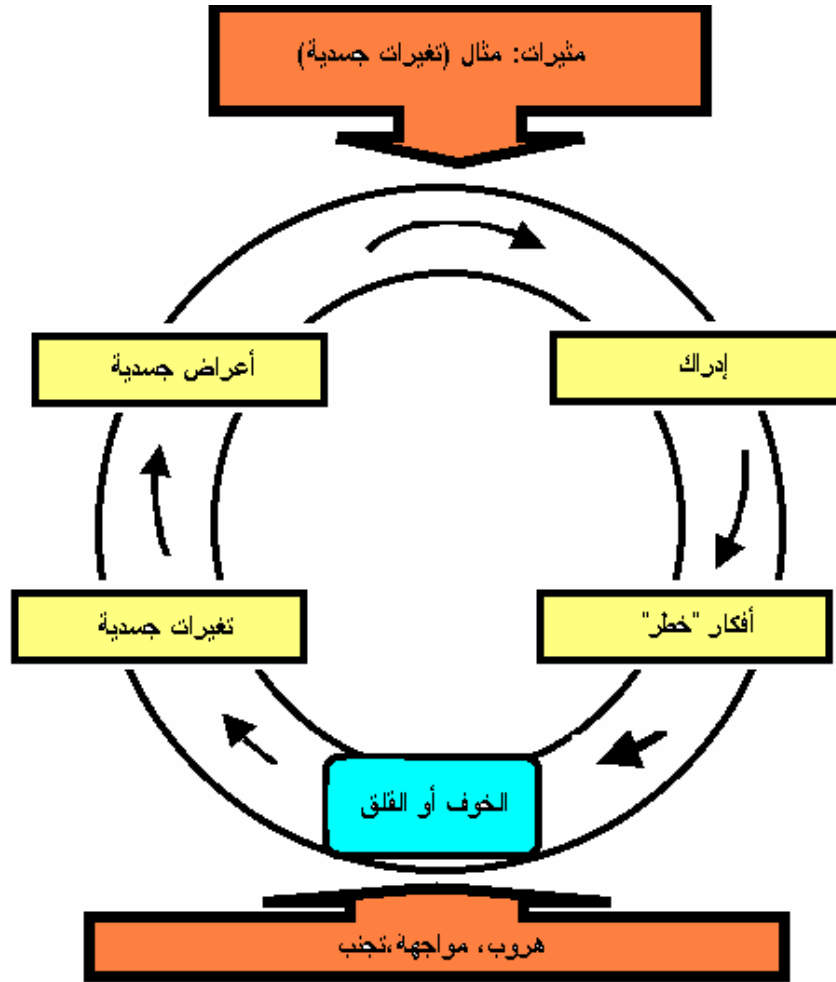 مثيرات: مثال (تغيرات جسدية)
أعراض جسدية
إدراك
تغيرات جسدية
أفكار "خطر"
الخوف أو القلق
هروب، مواجهة،تجنب